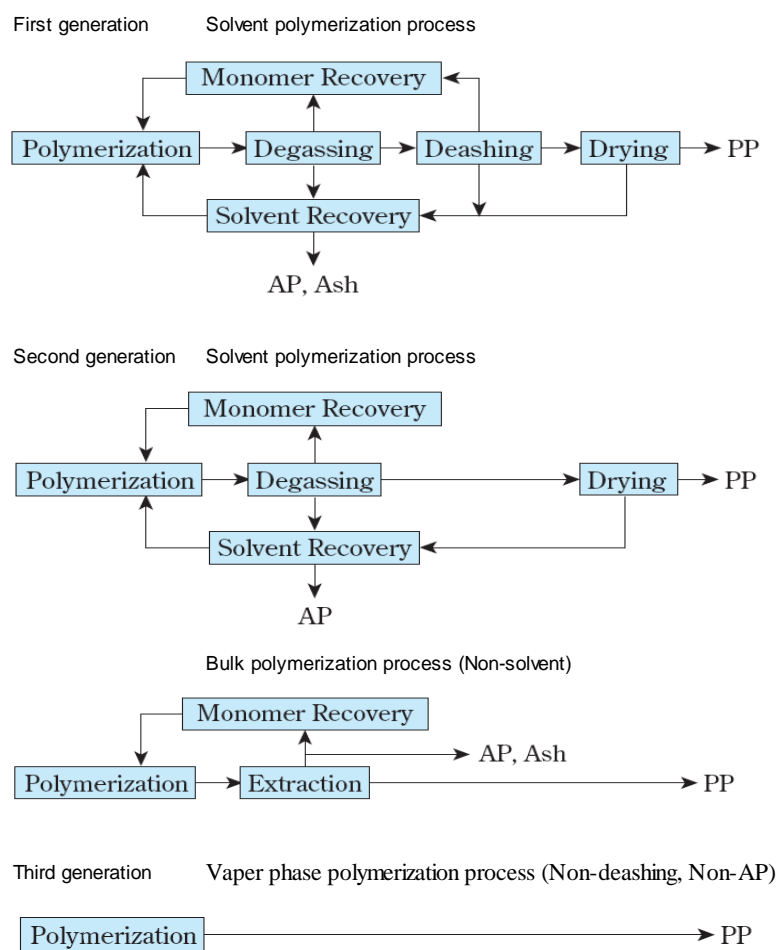 First generation Solvent polymerization process
Monomer Recovery
Polymerization Degassing Deashing Drying PP
Solvent Recovery
AP, Ash
Second generation Solvent polymerization process
Monomer Recovery
Polymerization Degassing Drying PP
Solvent Recovery
AP
Bulk polymerization process (Non-solvent)
Monomer Recovery
AP, Ash
Polymerization Extraction PP
Third generation Vaper phase polymerization process (Non-deashing, Non-AP)
Polymerization PP